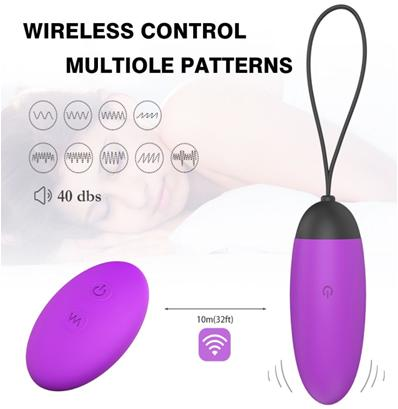 WIRELESS CONTROL
MULTIOLE PATTERNS
40 dbs
10m(32ft)